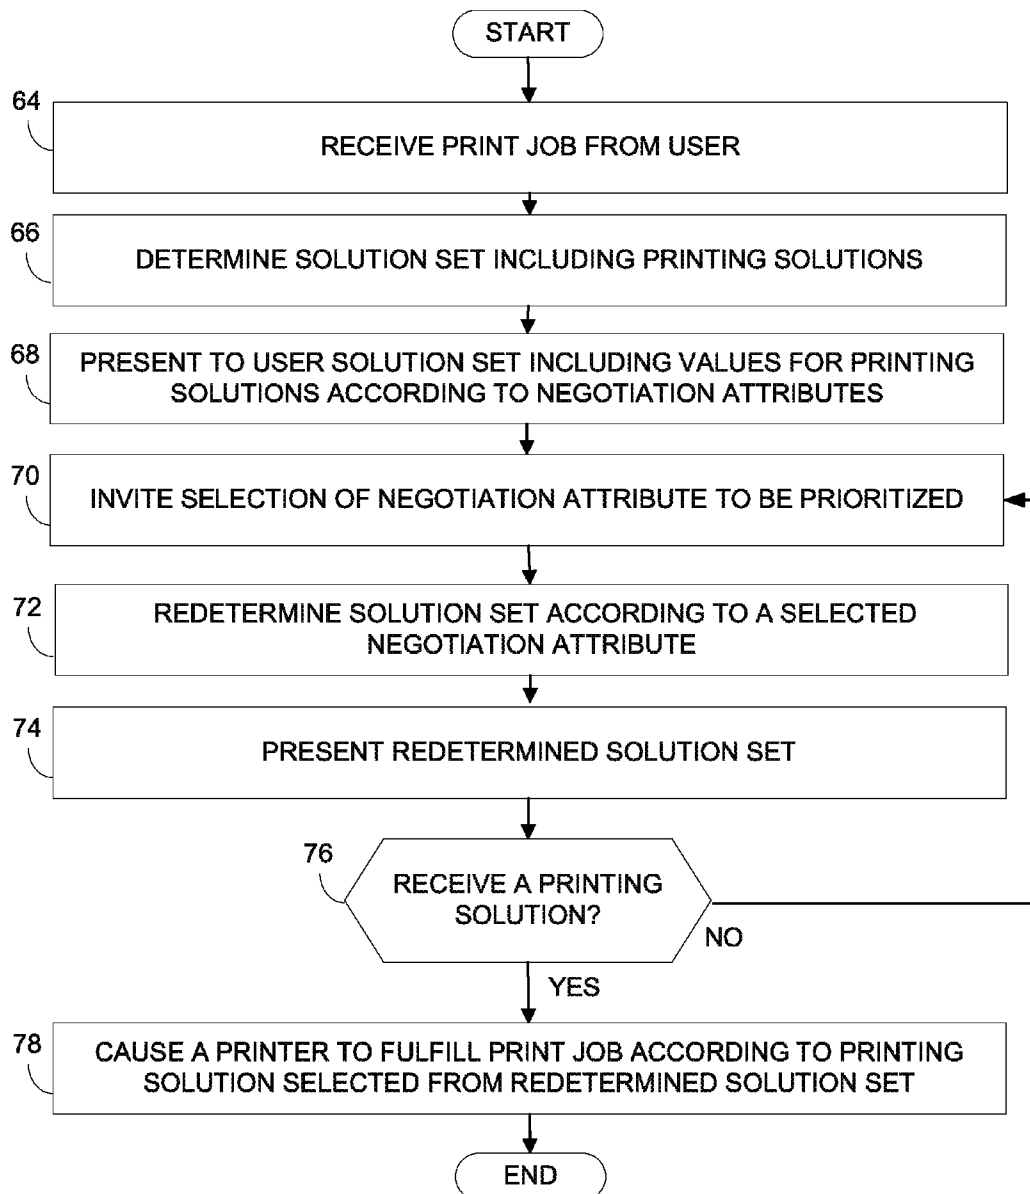 START
64
RECEIVE PRINT JOB FROM USER
66
DETERMINE SOLUTION SET INCLUDING PRINTING SOLUTIONS
68
PRESENT TO USER SOLUTION SET INCLUDING VALUES FOR PRINTING
SOLUTIONS ACCORDING TO NEGOTIATION ATTRIBUTES
70
INVITE SELECTION OF NEGOTIATION ATTRIBUTE TO BE PRIORITIZED
72
REDETERMINE SOLUTION SET ACCORDING TO A SELECTED
NEGOTIATION ATTRIBUTE
74
PRESENT REDETERMINED SOLUTION SET
76
RECEIVE A PRINTING
SOLUTION?
NO
YES
78
CAUSE A PRINTER TO FULFILL PRINT JOB ACCORDING TO PRINTING
SOLUTION SELECTED FROM REDETERMINED SOLUTION SET
END